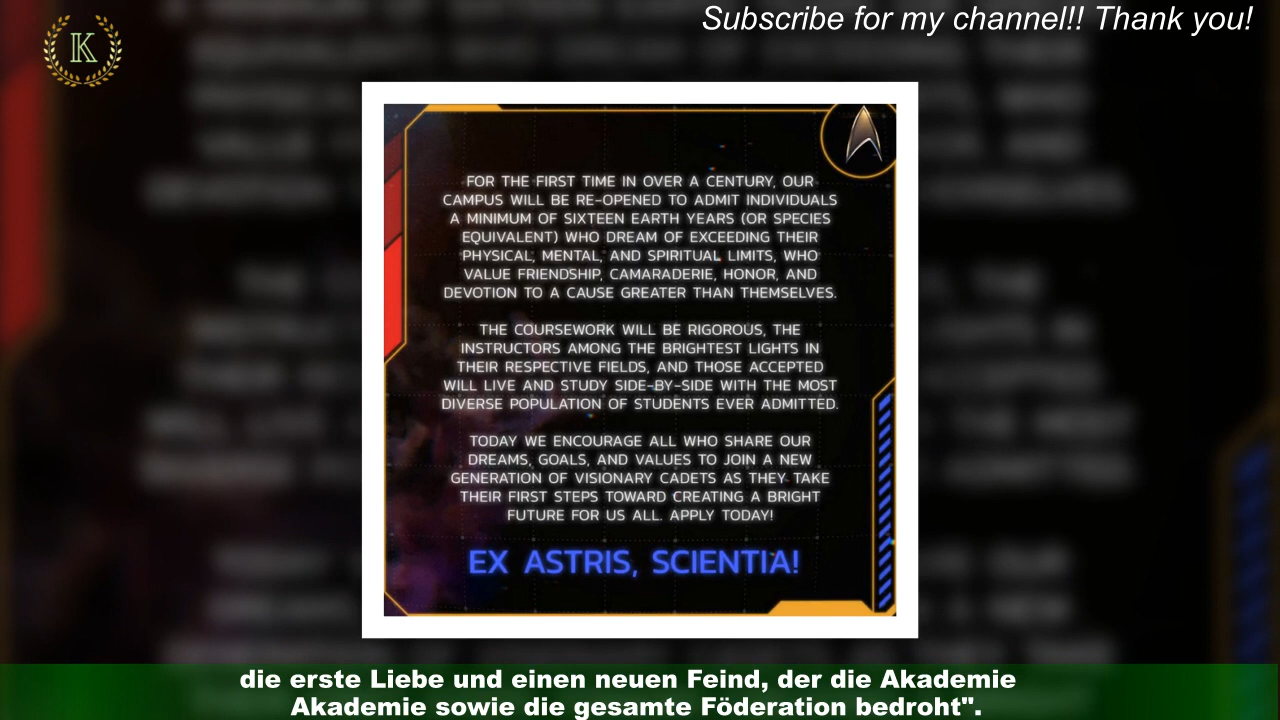 Subscribe for my channel!! Thank you!
K
FOR THE FIRST TIME IN OVER A CENTURY, OUR
CAMPUS WILL BE RE-OPENED TO ADMIT INDIVIDUALS
A MINIMUM OF SIXTEEN EARTH YEARS (OR SPECIES
EQUIVALENT) WHO DREAM OF EXCEEDING THEIR
PHYSICAL, MENTAL, AND SPIRITUAL LIMITS, WHO
VALUE FRIENDSHIP, CAMARADERIE, HONOR, AND
DEVOTION TO A CAUSE GREATER THAN THEMSELVES.
THE COURSEWORK WILL BE RIGOROUS, THE
INSTRUCTORS AMONG THE BRIGHTEST LIGHTS IN
THEIR RESPECTIVE FIELDS, AND THOSE ACCEPTED
WILL LIVE AND STUDY SIDE-BY-SIDE WITH THE MOST
DIVERSE POPULATION OF STUDENTS EVER ADMITTED.
TODAY WE ENCOURAGE ALL WHO SHARE OUR
DREAMS, GOALS, AND VALUES TO JOIN A NEW
GENERATION OF VISIONARY CADETS AS THEY TAKE
THEIR FIRST STEPS TOWARD CREATING A BRIGHT
FUTURE FOR US ALL. APPLY TODAY!
EX ASTRIS, SCIENTIA!
die erste Liebe und einen neuen Feind, der die Akademie
Akademie sowie die gesamte Föderation bedroht".